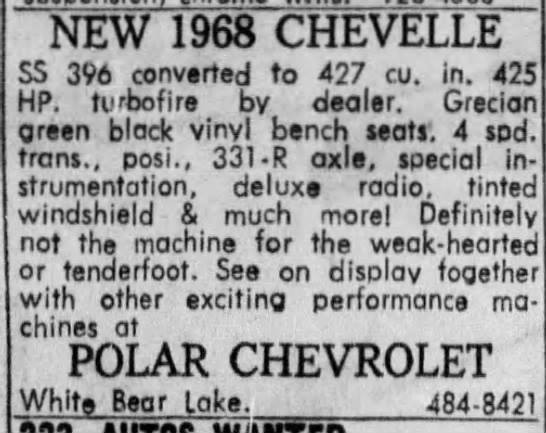 NEW 1968 CHEVELLE
SS 396 converted to 427 cu. in. 425
HP. turbofire by dealer. Grecian
green black vinyl bench seats. 4 spd.
trans., posi., 331-R axle, special in-
strumentation, deluxe radio, tinted
windshield & much more! Definitely
not the machine for the weak-hearted
or tenderfoot. See on display together
with other exciting performance ma-
chines at
POLAR CHEVROLET
White Bear Lake. 484-8421